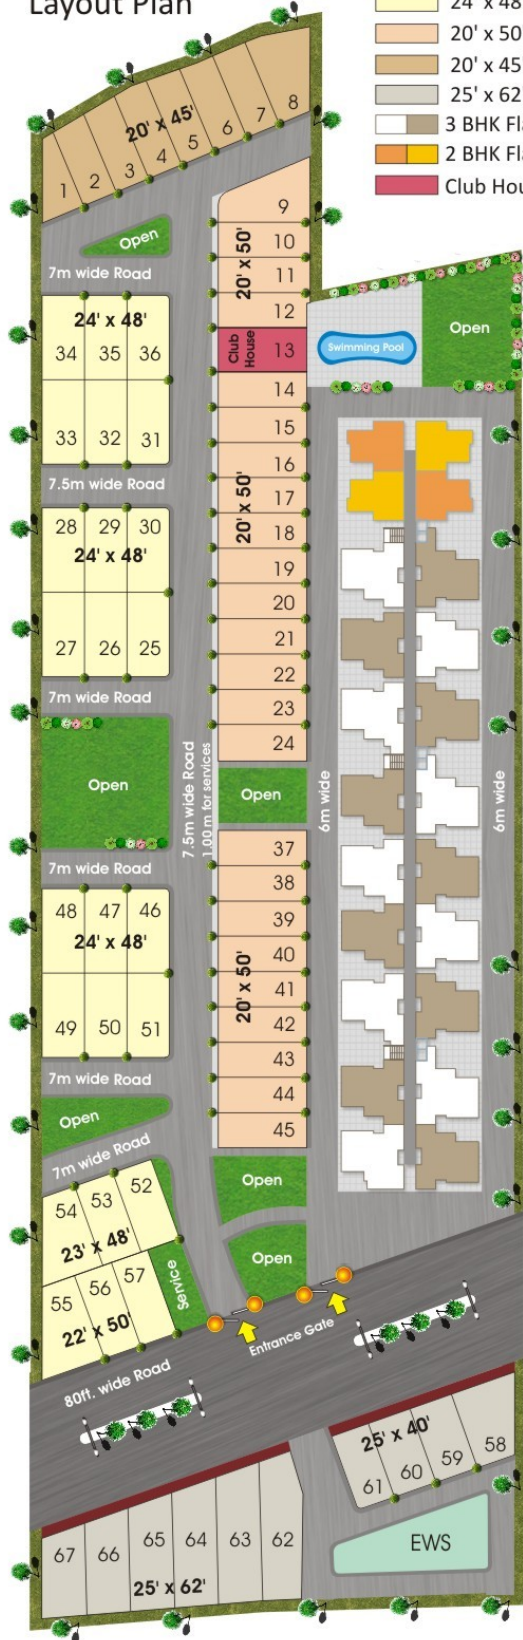 Layout Plan
24' x 48'
20' x 50'
20' x 45'
25' x 62'
3 BHK Fla
2 BHK Fla
Club Hou
20' x 45'
1 2 3 4 5 6 7 8
Open
7m wide Road
24' x 48'
34 35 36
33 32 31
7.5m wide Road
28 29 30
24' x 48'
27 26 25
7m wide Road
Open
7m wide Road
48 47 46
24' x 48'
49 50 51
7m wide Road
Open
7m wide Road
54 53 52
23' x 48'
55 56 57
22' x 50'
Service
7.5m wide Road
1.00 m for services
9
10
20' x 50'
11
12
Club House 13
14
15
16
17
20' x 50'
18
19
20
21
22
23
24
Open
37
38
39
40
20' x 50'
41
42
43
44
45
Open
Open
Swimming Pool
Open
6m wide
6m wide
Entrance Gate
80ft. wide Road
25' x 40'
61 60 59 58
67 66 65 64 63 62
25' x 62'
EWS